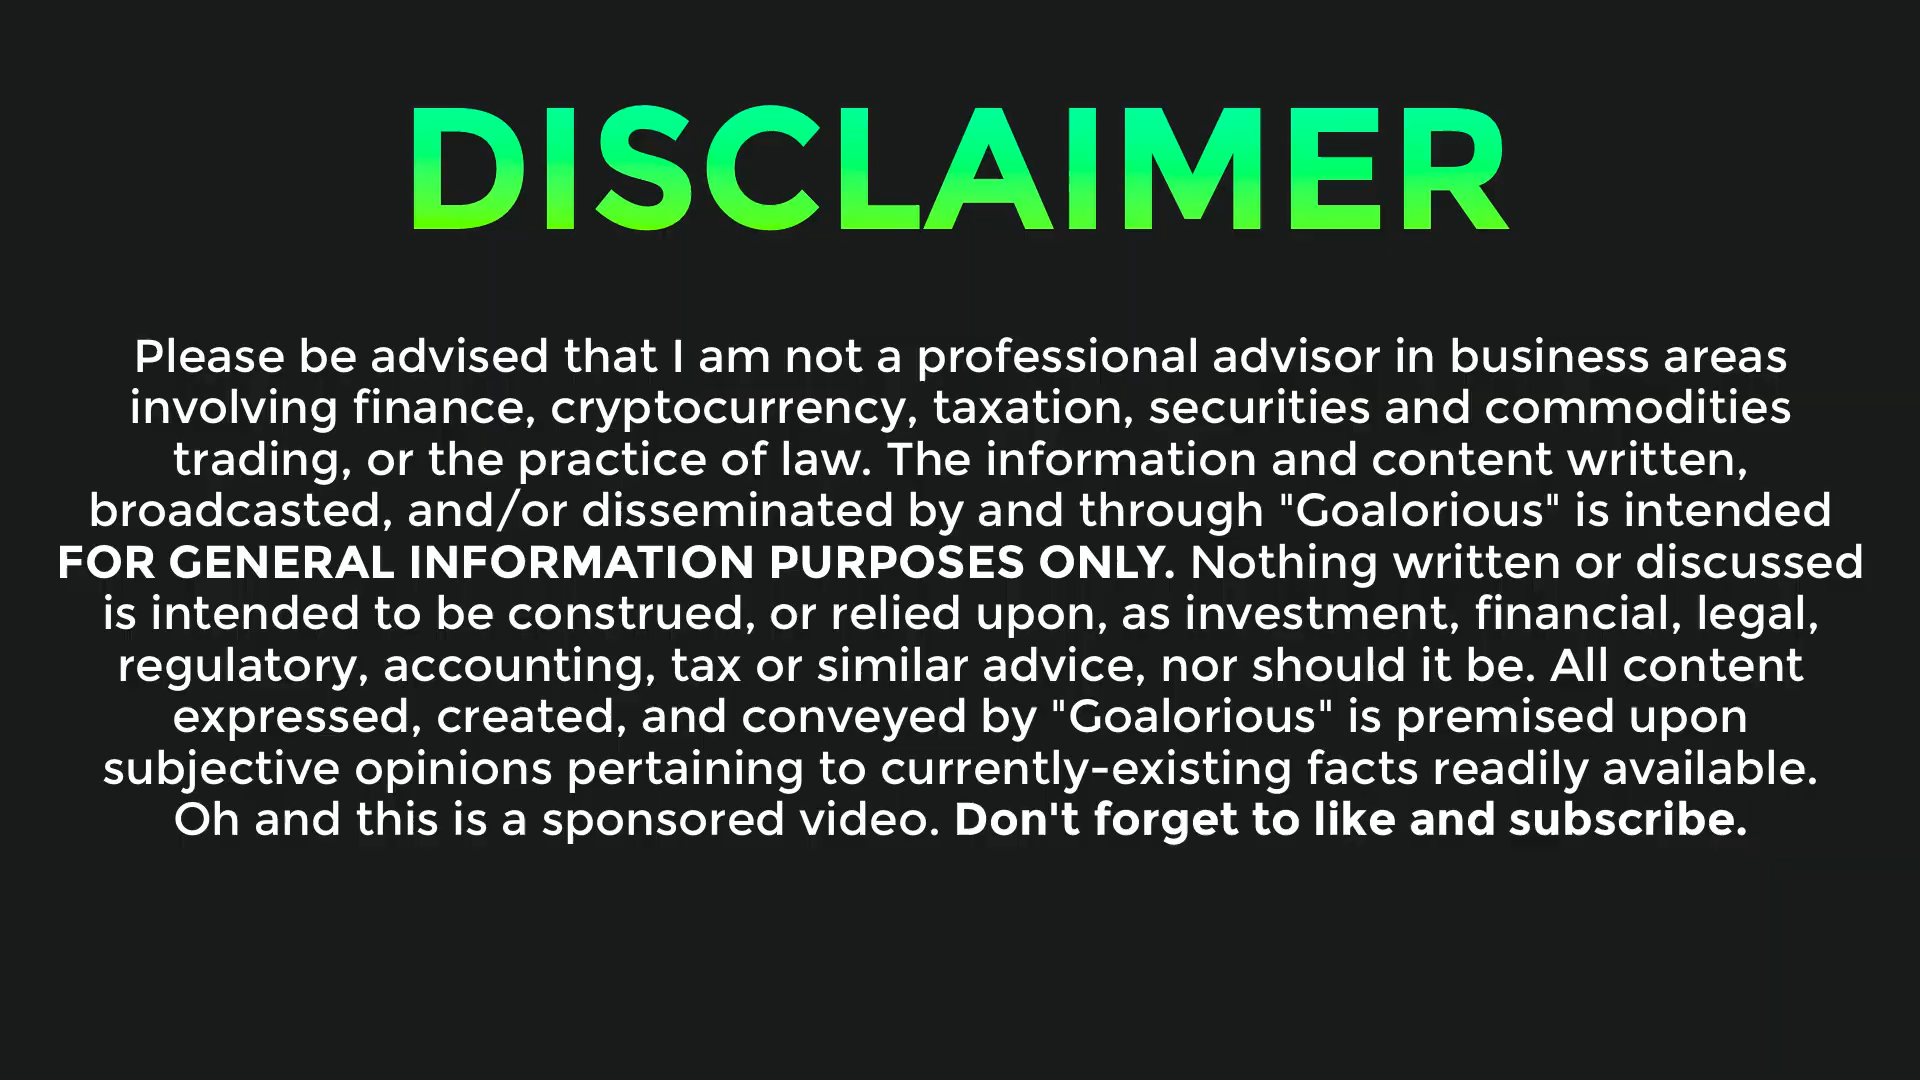 DISCLAIMER
Please be advised that I am not a professional advisor in business areas
involving finance, cryptocurrency, taxation, securities and commodities
trading, or the practice of law. The information and content written,
broadcasted, and/or disseminated by and through "Goalorious" is intended
FOR GENERAL INFORMATION PURPOSES ONLY. Nothing written or discussed
is intended to be construed, or relied upon, as investment, financial, legal,
regulatory, accounting, tax or similar advice, nor should it be. All content
expressed, created, and conveyed by "Goalorious" is premised upon
subjective opinions pertaining to currently-existing facts readily available.
Oh and this is a sponsored video. Don't forget to like and subscribe.